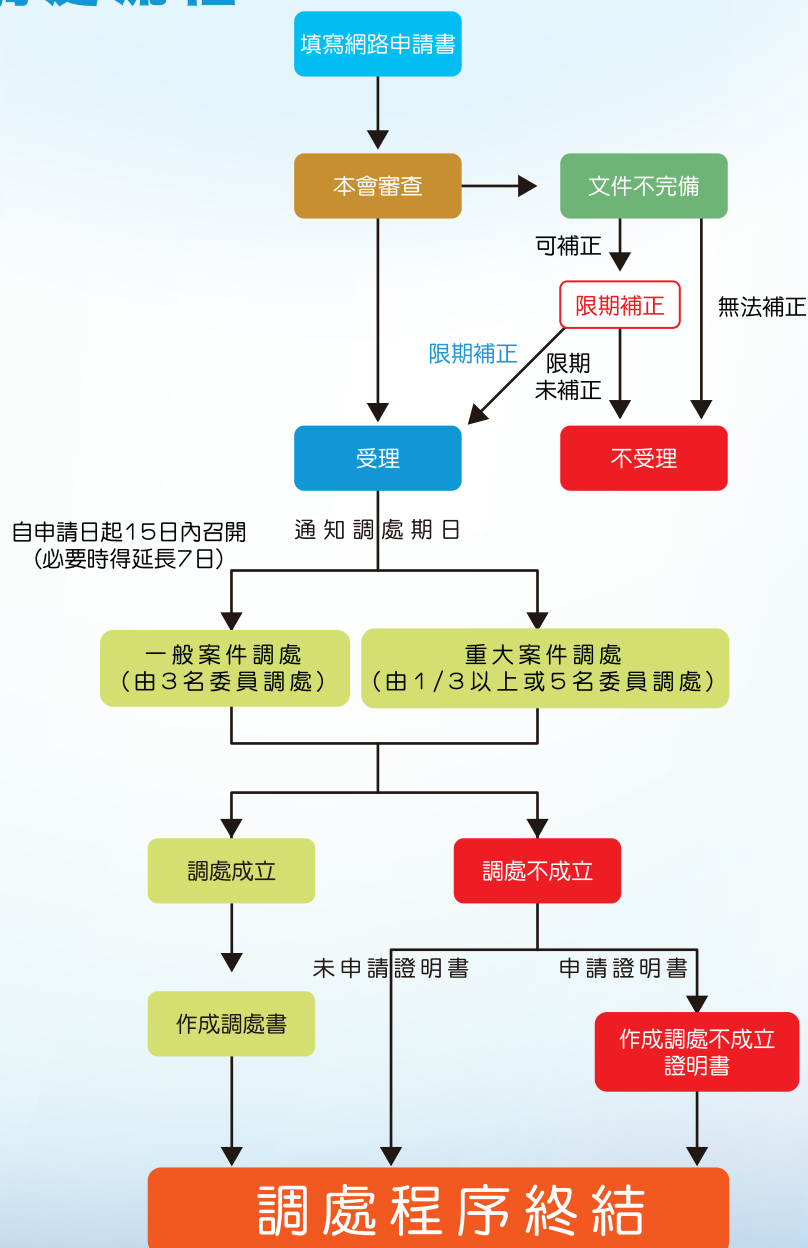 填寫網路申請書
本會審查
文件不完備
可補正
限期補正
無法補正
限期補正
限期
未補正
受理
不受理
自申請日起15日內召開
(必要時得延長7日)
通知調處期日
一般案件調處
(由3名委員調處)
重大案件調處
(由1/3以上或5名委員調處)
調處成立
調處不成立
未申請證明書
申請證明書
作成調處書
作成調處不成立
證明書
調處程序終結